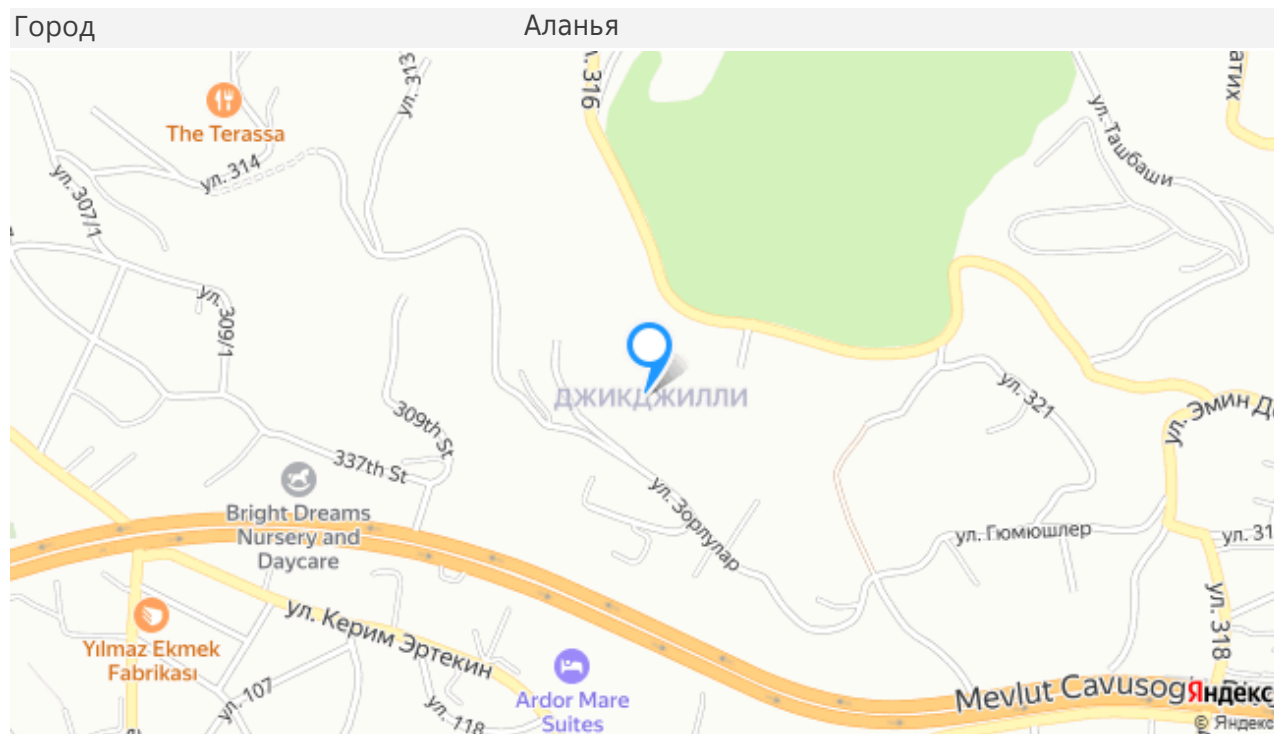 Город
Аланья
ул. 313
л. 316
атих
The Terassa
ул. 314
ул. Ташбаши
ул. 307/1
ул. 309/1
ДЖИКДЖИЛЛИ
309th St
ул. 321
ул. Эмин Д
337th St
Bright Dreams
Nursery and
Daycare
ул. Зорлулар
ул. Гюмюшлер
ул. 31
ул. 318
ул. Керим Эртекин
Yılmaz Ekmek
Fabrikası
ул. 107
ул. 118
Ardor Mare
Suites
Mevlut Cavusog
Яндекс
© Яндекс